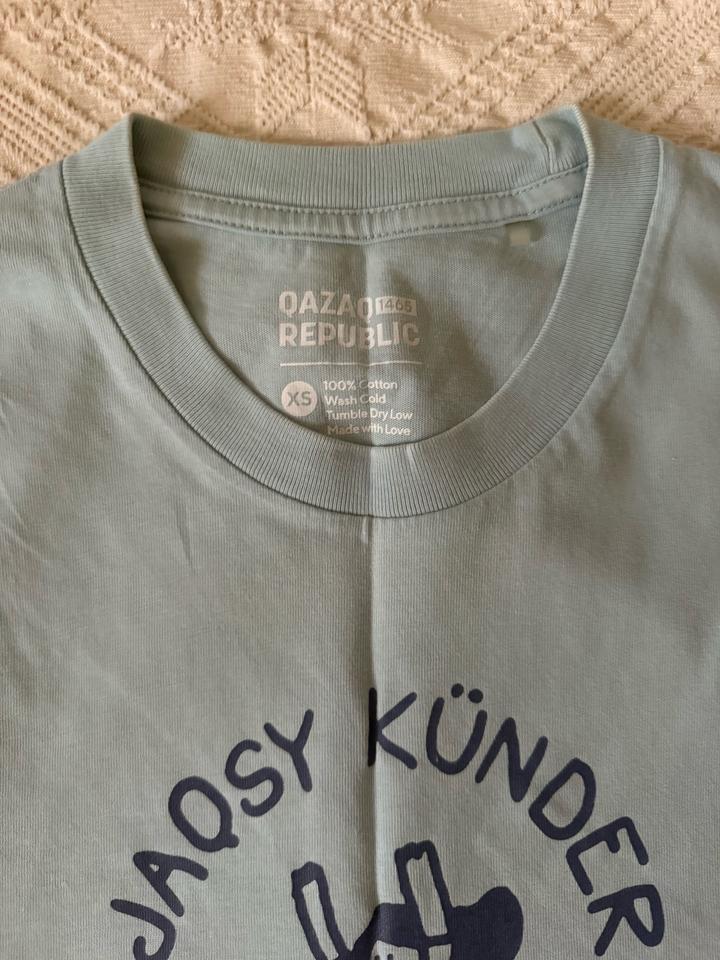 QAZAQ 1465
REPUBLIC
XS
100% Cotton
Wash Cold
Tumble Dry Low
Made with Love
JAQSY KÜNDER